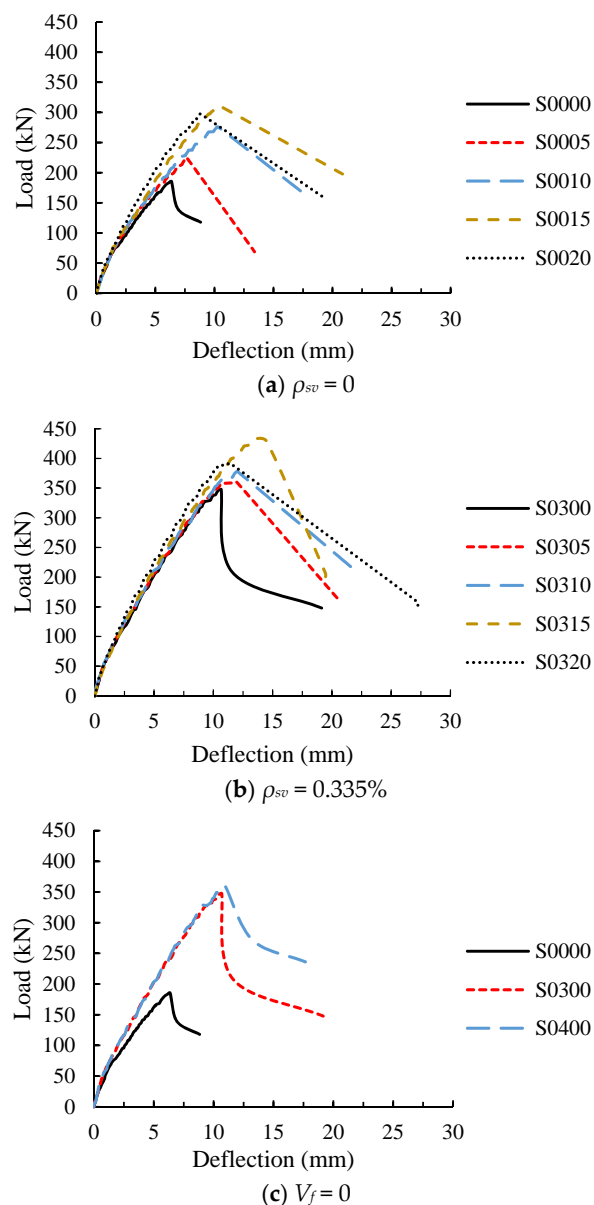 450
400
350
300
250
200
150
100
50
0
Load (kN)
0 5 10 15 20 25 30
Deflection (mm)
S0000
S0005
S0010
S0015
S0020
(a) ρsv = 0
450
400
350
300
250
200
150
100
50
0
Load (kN)
0 5 10 15 20 25 30
Deflection (mm)
S0300
S0305
S0310
S0315
S0320
(b) ρsv = 0.335%
450
400
350
300
250
200
150
100
50
0
Load (kN)
0 5 10 15 20 25 30
Deflection (mm)
S0000
S0300
S0400
(c) Vf = 0